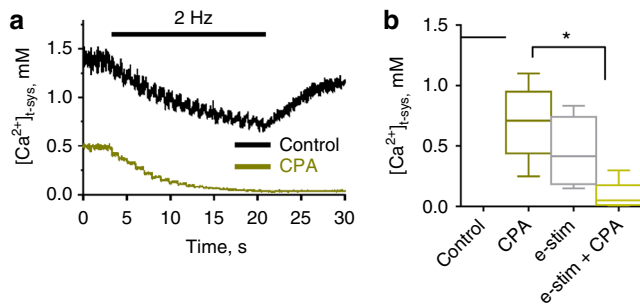 a
2 Hz
[Ca²⁺]t-sys, mM
1.5
1.0
0.5
0.0
Control
CPA
0 5 10 15 20 25 30
Time, s
b
*
[Ca²⁺]t-sys, mM
1.5
1.0
0.5
0.0
Control
CPA
e-stim
e-stim + CPA